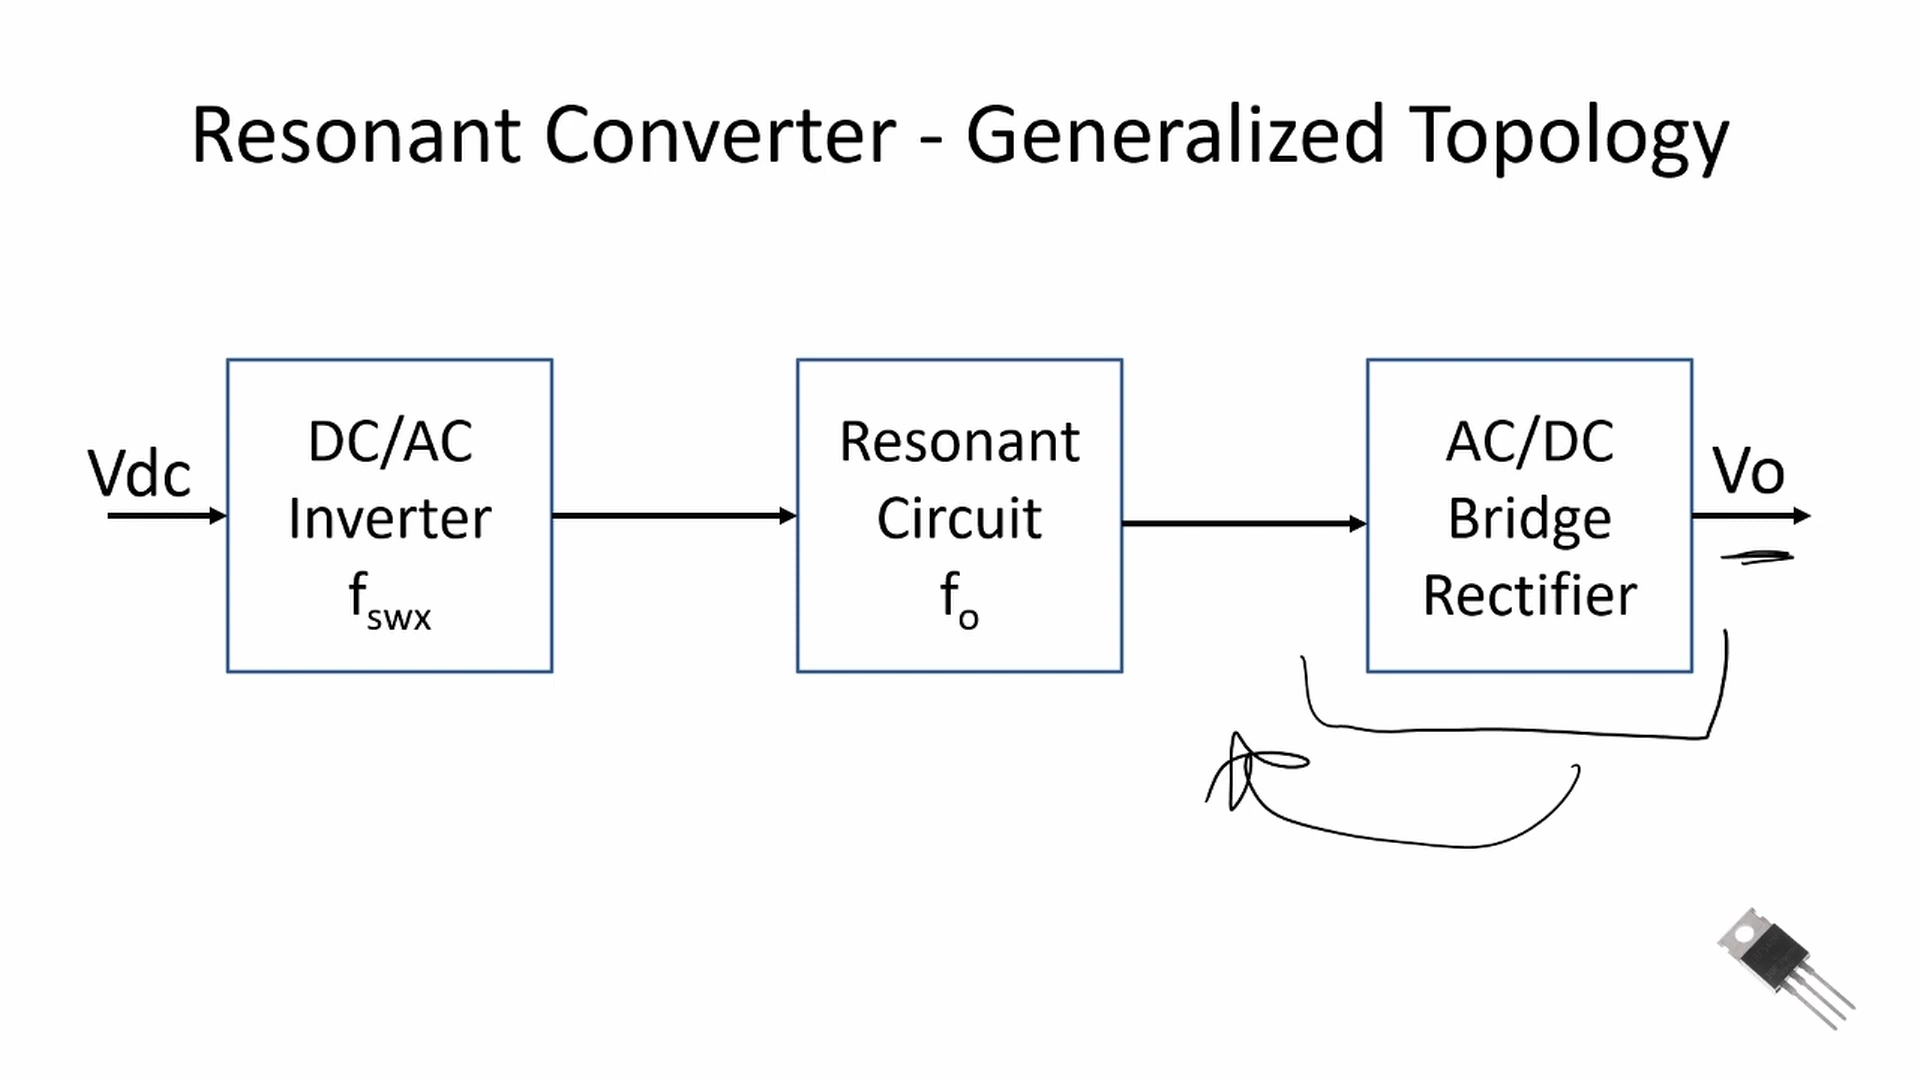 Resonant Converter - Generalized Topology
Vdc
DC/AC
Inverter
fswx
Resonant
Circuit
fo
AC/DC
Bridge
Rectifier
Vo